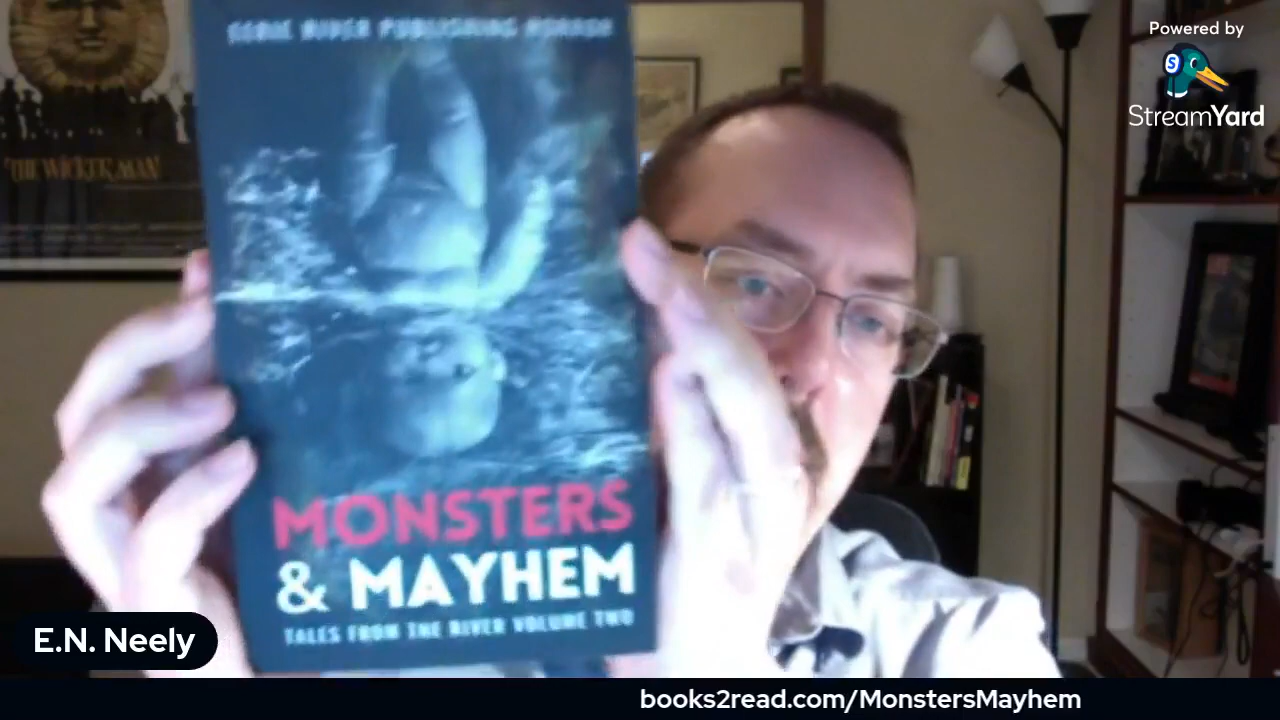 EERIE RIVER PUBLISHING HORROR
Powered by
StreamYard
THE WICKER MAN
MONSTERS
& MAYHEM
TALES FROM THE RIVER VOLUME TWO
E.N. Neely
books2read.com/MonstersMayhem